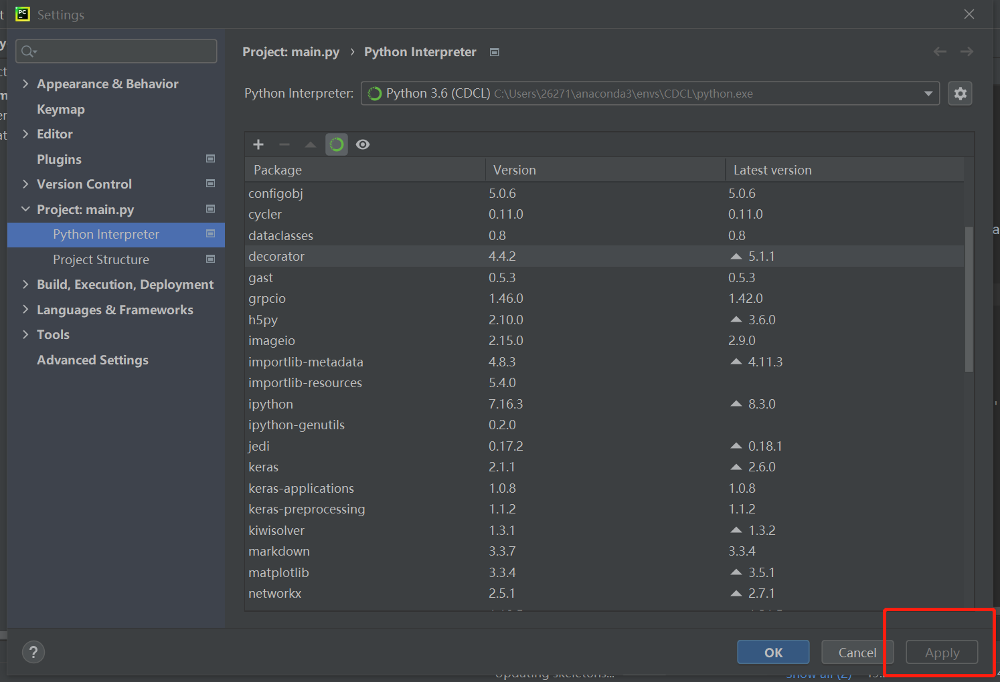 PC Settings
Project: main.py › Python Interpreter
Appearance & Behavior
Keymap
Editor
Plugins
Version Control
Project: main.py
Python Interpreter
Project Structure
Build, Execution, Deployment
Languages & Frameworks
Tools
Advanced Settings
Python Interpreter: Python 3.6 (CDCL) C:\Users\26271\anaconda3\envs\CDCL\python.exe
Package Version Latest version
configobj 5.0.6 5.0.6
cycler 0.11.0 0.11.0
dataclasses 0.8 0.8
decorator 4.4.2 5.1.1
gast 0.5.3 0.5.3
grpcio 1.46.0 1.42.0
h5py 2.10.0 3.6.0
imageio 2.15.0 2.9.0
importlib-metadata 4.8.3 4.11.3
importlib-resources 5.4.0
ipython 7.16.3 8.3.0
ipython-genutils 0.2.0
jedi 0.17.2 0.18.1
keras 2.1.1 2.6.0
keras-applications 1.0.8 1.0.8
keras-preprocessing 1.1.2 1.1.2
kiwisolver 1.3.1 1.3.2
markdown 3.3.7 3.3.4
matplotlib 3.3.4 3.5.1
networkx 2.5.1 2.7.1
? OK Cancel Apply
Updating skeletons... Show all (2)